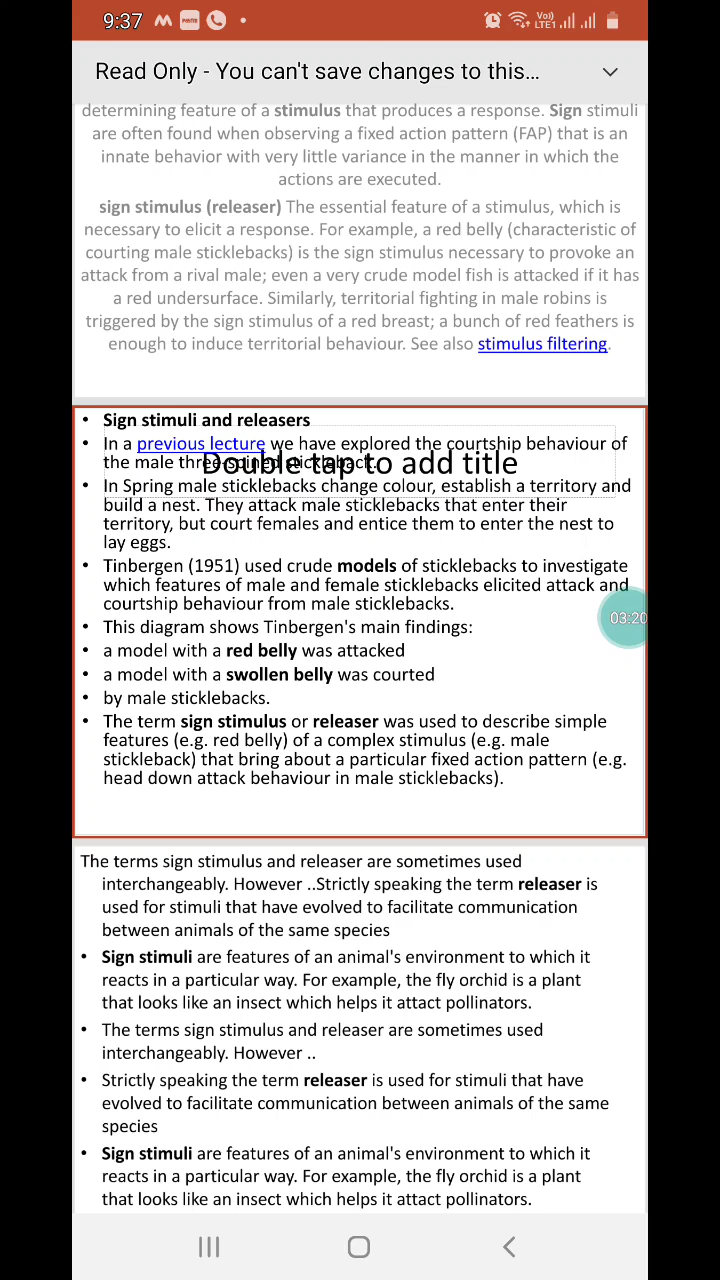 9:37
paytm
Vo))
LTE1
Read Only - You can't save changes to this...
determining feature of a stimulus that produces a response. Sign stimuli
are often found when observing a fixed action pattern (FAP) that is an
innate behavior with very little variance in the manner in which the
actions are executed.
sign stimulus (releaser) The essential feature of a stimulus, which is
necessary to elicit a response. For example, a red belly (characteristic of
courting male sticklebacks) is the sign stimulus necessary to provoke an
attack from a rival male; even a very crude model fish is attacked if it has
a red undersurface. Similarly, territorial fighting in male robins is
triggered by the sign stimulus of a red breast; a bunch of red feathers is
enough to induce territorial behaviour. See also stimulus filtering.
• Sign stimuli and releasers
• In a previous lecture we have explored the courtship behaviour of
the male three-spined stickleback.
Double tap to add title
• In Spring male sticklebacks change colour, establish a territory and
build a nest. They attack male sticklebacks that enter their
territory, but court females and entice them to enter the nest to
lay eggs.
• Tinbergen (1951) used crude models of sticklebacks to investigate
which features of male and female sticklebacks elicited attack and
courtship behaviour from male sticklebacks.
03:20
• This diagram shows Tinbergen's main findings:
• a model with a red belly was attacked
• a model with a swollen belly was courted
• by male sticklebacks.
• The term sign stimulus or releaser was used to describe simple
features (e.g. red belly) of a complex stimulus (e.g. male
stickleback) that bring about a particular fixed action pattern (e.g.
head down attack behaviour in male sticklebacks).
The terms sign stimulus and releaser are sometimes used
interchangeably. However ..Strictly speaking the term releaser is
used for stimuli that have evolved to facilitate communication
between animals of the same species
• Sign stimuli are features of an animal's environment to which it
reacts in a particular way. For example, the fly orchid is a plant
that looks like an insect which helps it attact pollinators.
• The terms sign stimulus and releaser are sometimes used
interchangeably. However ..
• Strictly speaking the term releaser is used for stimuli that have
evolved to facilitate communication between animals of the same
species
• Sign stimuli are features of an animal's environment to which it
reacts in a particular way. For example, the fly orchid is a plant
that looks like an insect which helps it attact pollinators.